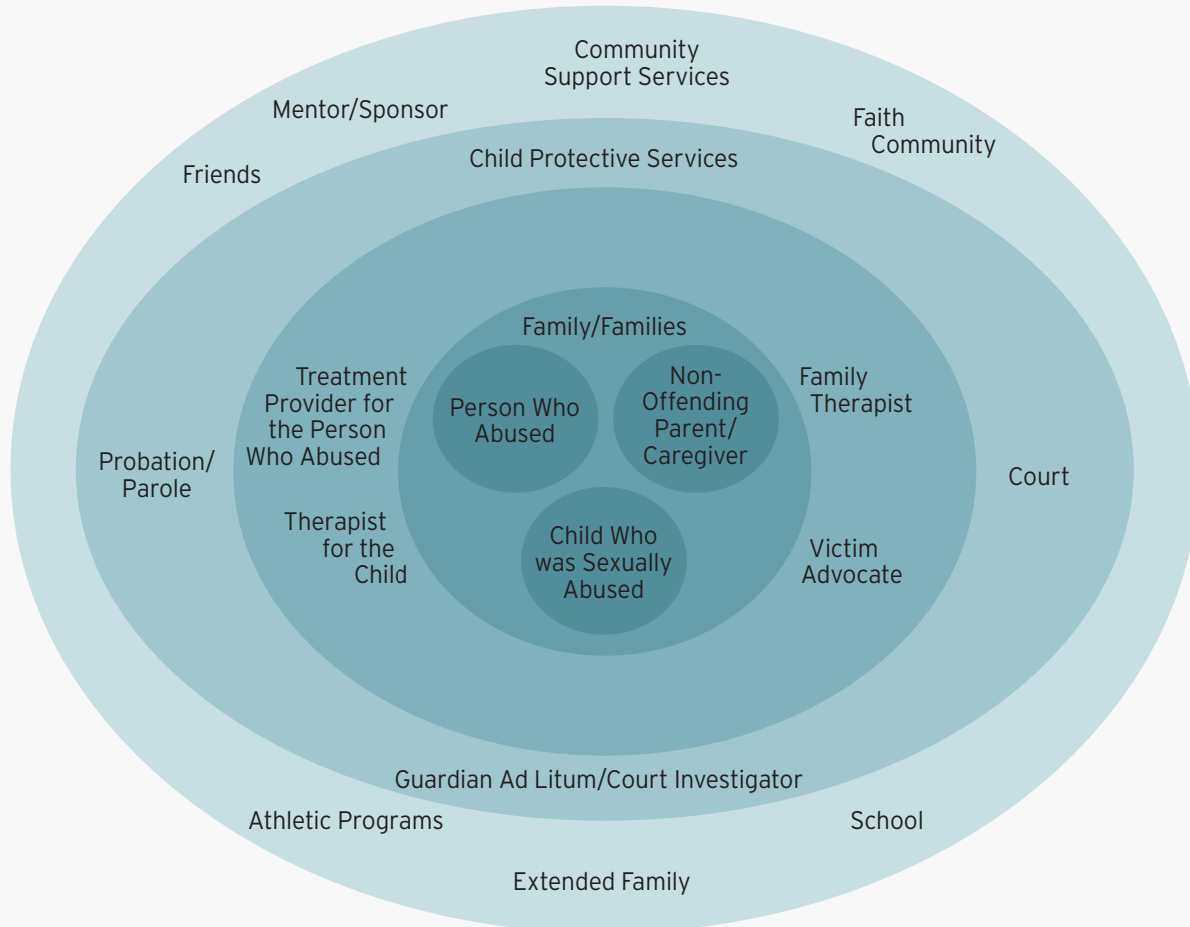 Community
Support Services
Mentor/Sponsor
Faith
Community
Friends
Child Protective Services
Family/Families
Treatment
Provider for
the Person
Who Abused
Person Who
Abused
Non-
Offending
Parent/
Caregiver
Family
Therapist
Probation/
Parole
Court
Therapist
for the
Child
Child Who
was Sexually
Abused
Victim
Advocate
Guardian Ad Litum/Court Investigator
Athletic Programs
School
Extended Family